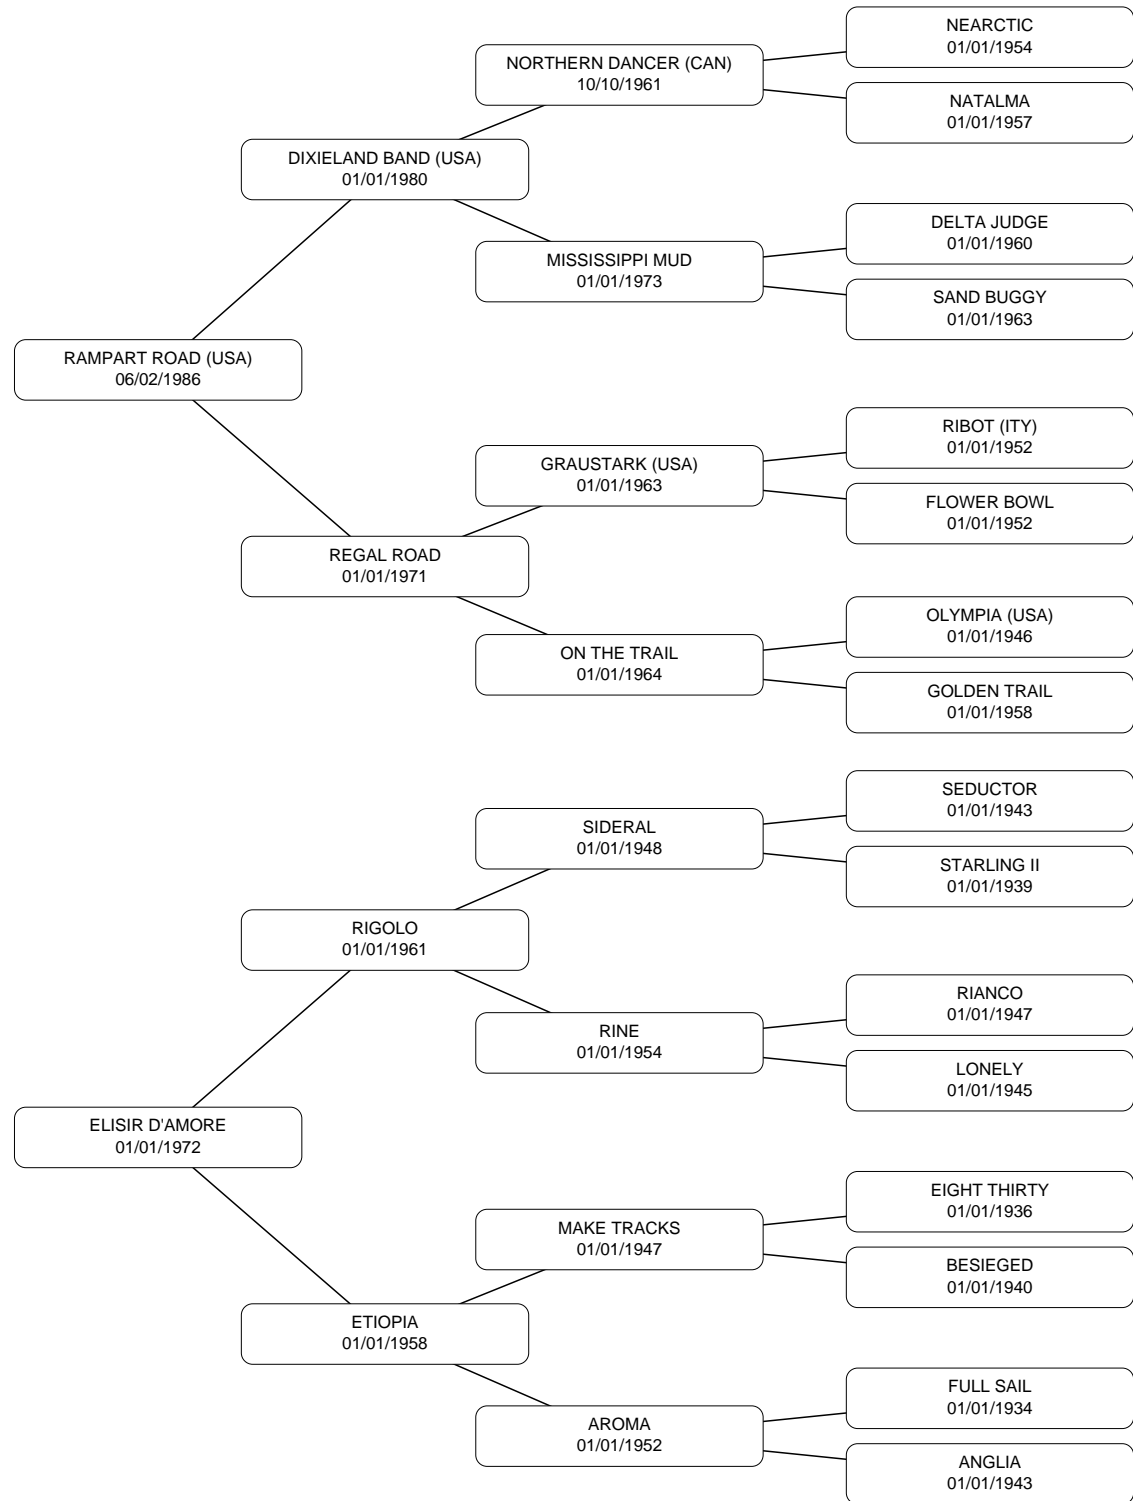 NEARCTIC
01/01/1954
NORTHERN DANCER (CAN)
10/10/1961
NATALMA
01/01/1957
DIXIELAND BAND (USA)
01/01/1980
DELTA JUDGE
01/01/1960
MISSISSIPPI MUD
01/01/1973
SAND BUGGY
01/01/1963
RAMPART ROAD (USA)
06/02/1986
RIBOT (ITY)
01/01/1952
GRAUSTARK (USA)
01/01/1963
FLOWER BOWL
01/01/1952
REGAL ROAD
01/01/1971
OLYMPIA (USA)
01/01/1946
ON THE TRAIL
01/01/1964
GOLDEN TRAIL
01/01/1958
SEDUCTOR
01/01/1943
SIDERAL
01/01/1948
STARLING II
01/01/1939
RIGOLO
01/01/1961
RIANCO
01/01/1947
RINE
01/01/1954
LONELY
01/01/1945
ELISIR D'AMORE
01/01/1972
EIGHT THIRTY
01/01/1936
MAKE TRACKS
01/01/1947
BESIEGED
01/01/1940
ETIOPIA
01/01/1958
FULL SAIL
01/01/1934
AROMA
01/01/1952
ANGLIA
01/01/1943